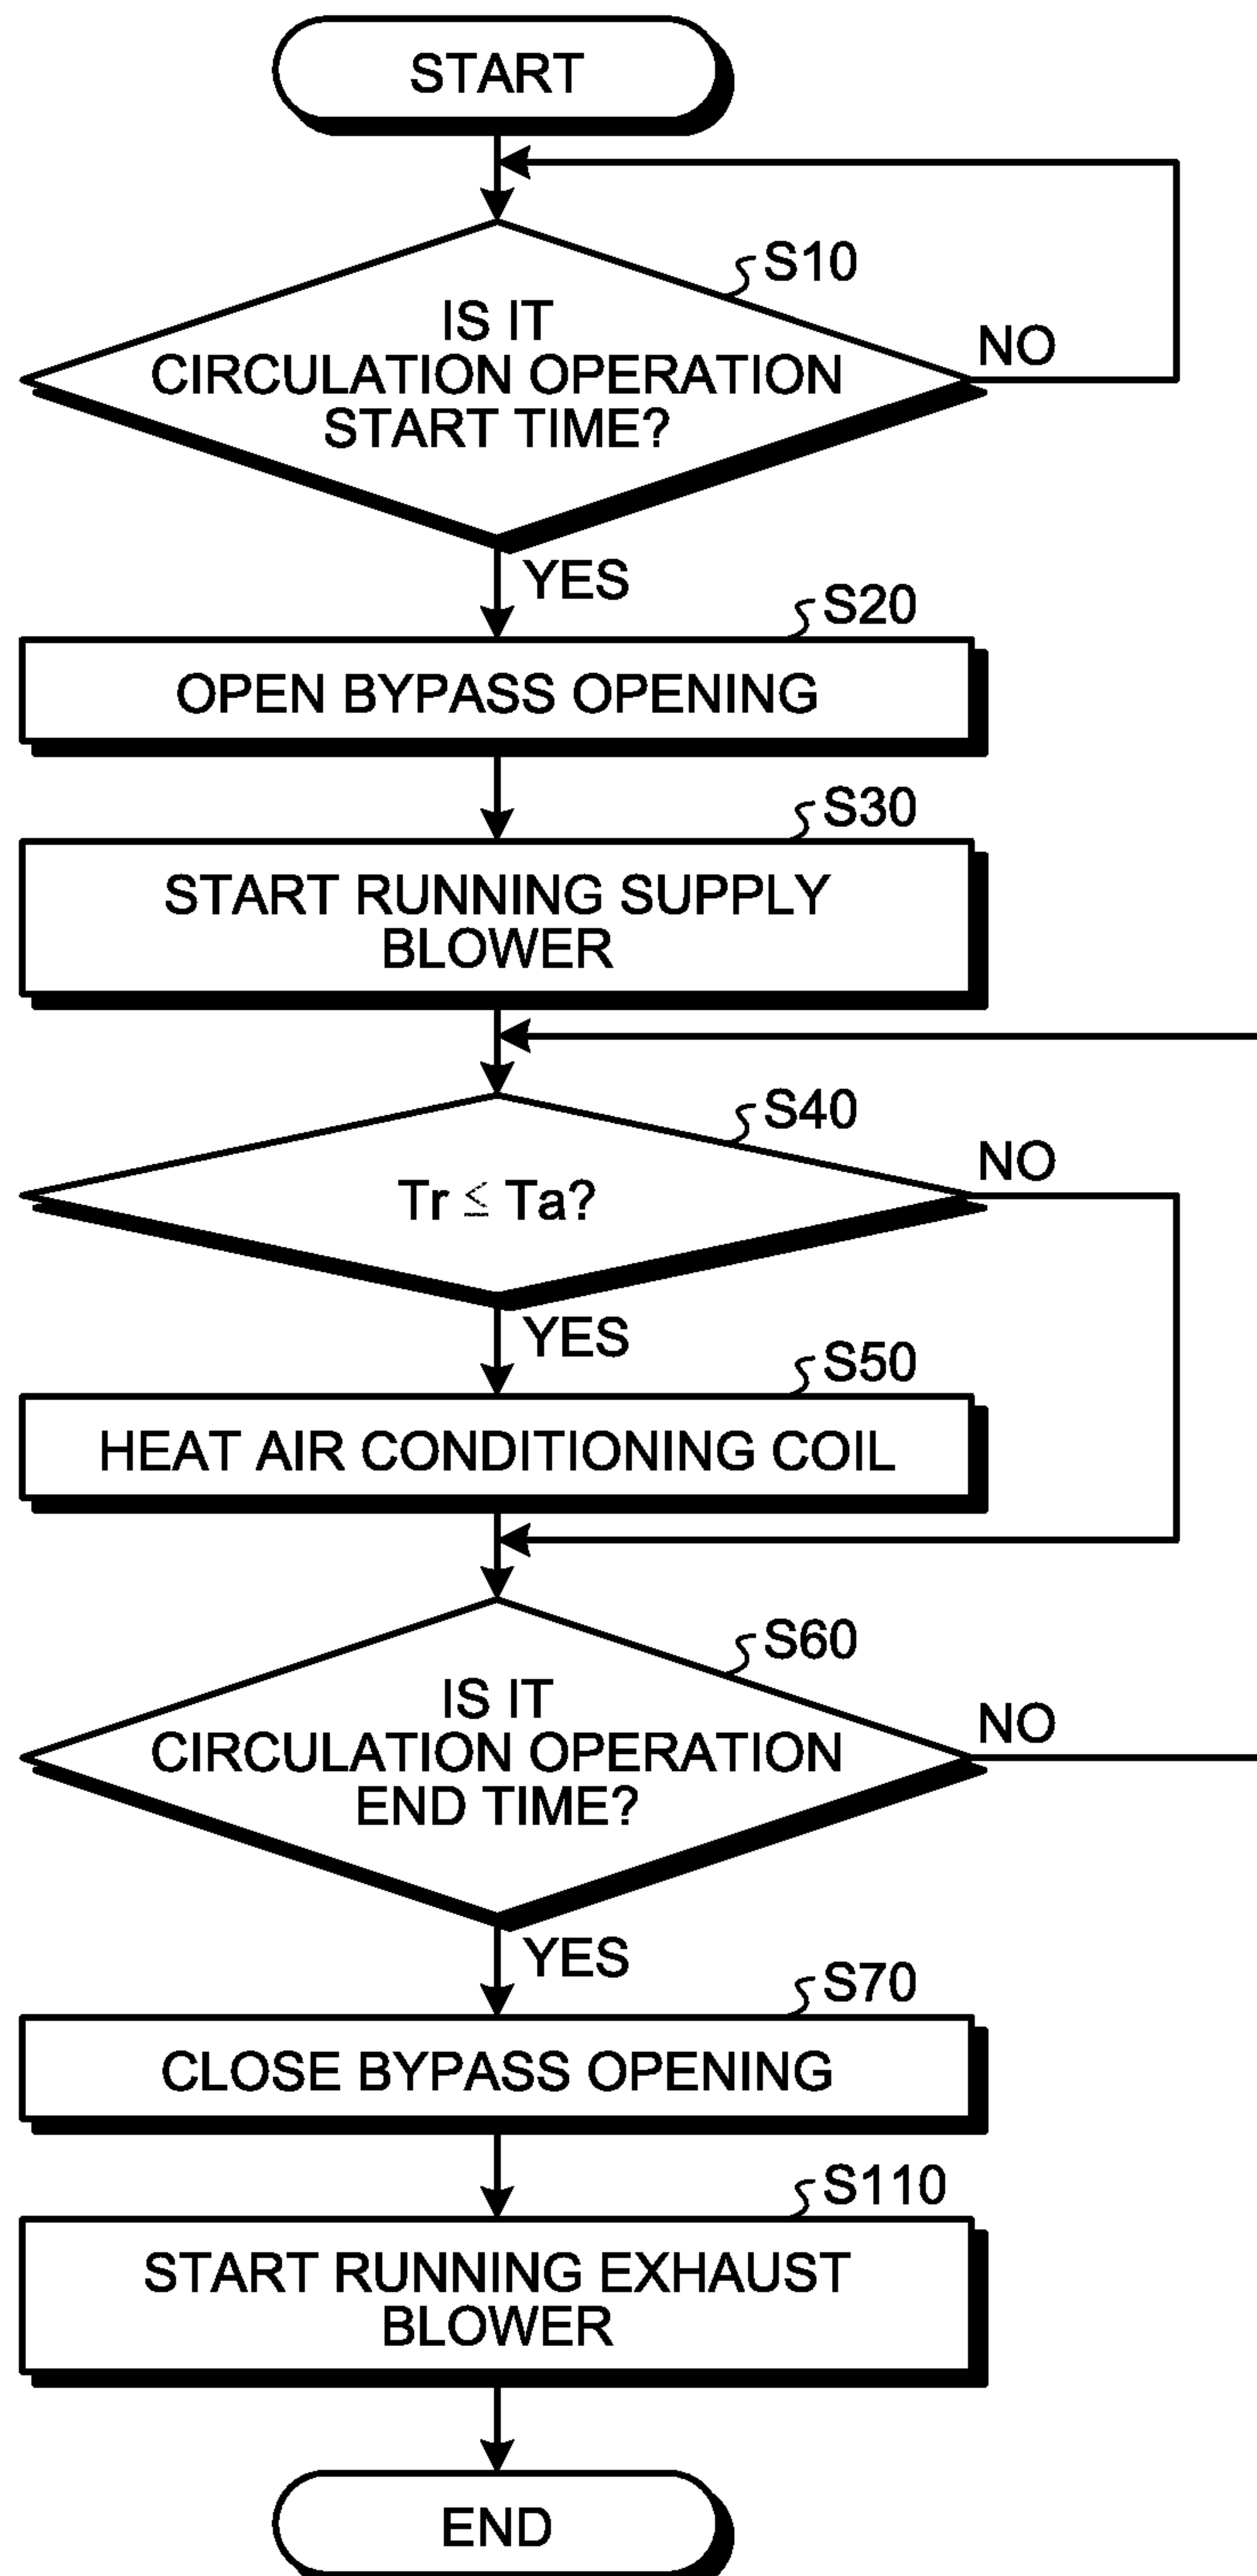 START
S10
IS IT
CIRCULATION OPERATION
START TIME?
NO
YES
S20
OPEN BYPASS OPENING
S30
START RUNNING SUPPLY
BLOWER
S40
NO
Tr ≤ Ta?
YES
S50
HEAT AIR CONDITIONING COIL
S60
IS IT
CIRCULATION OPERATION
END TIME?
NO
YES
S70
CLOSE BYPASS OPENING
S110
START RUNNING EXHAUST
BLOWER
END